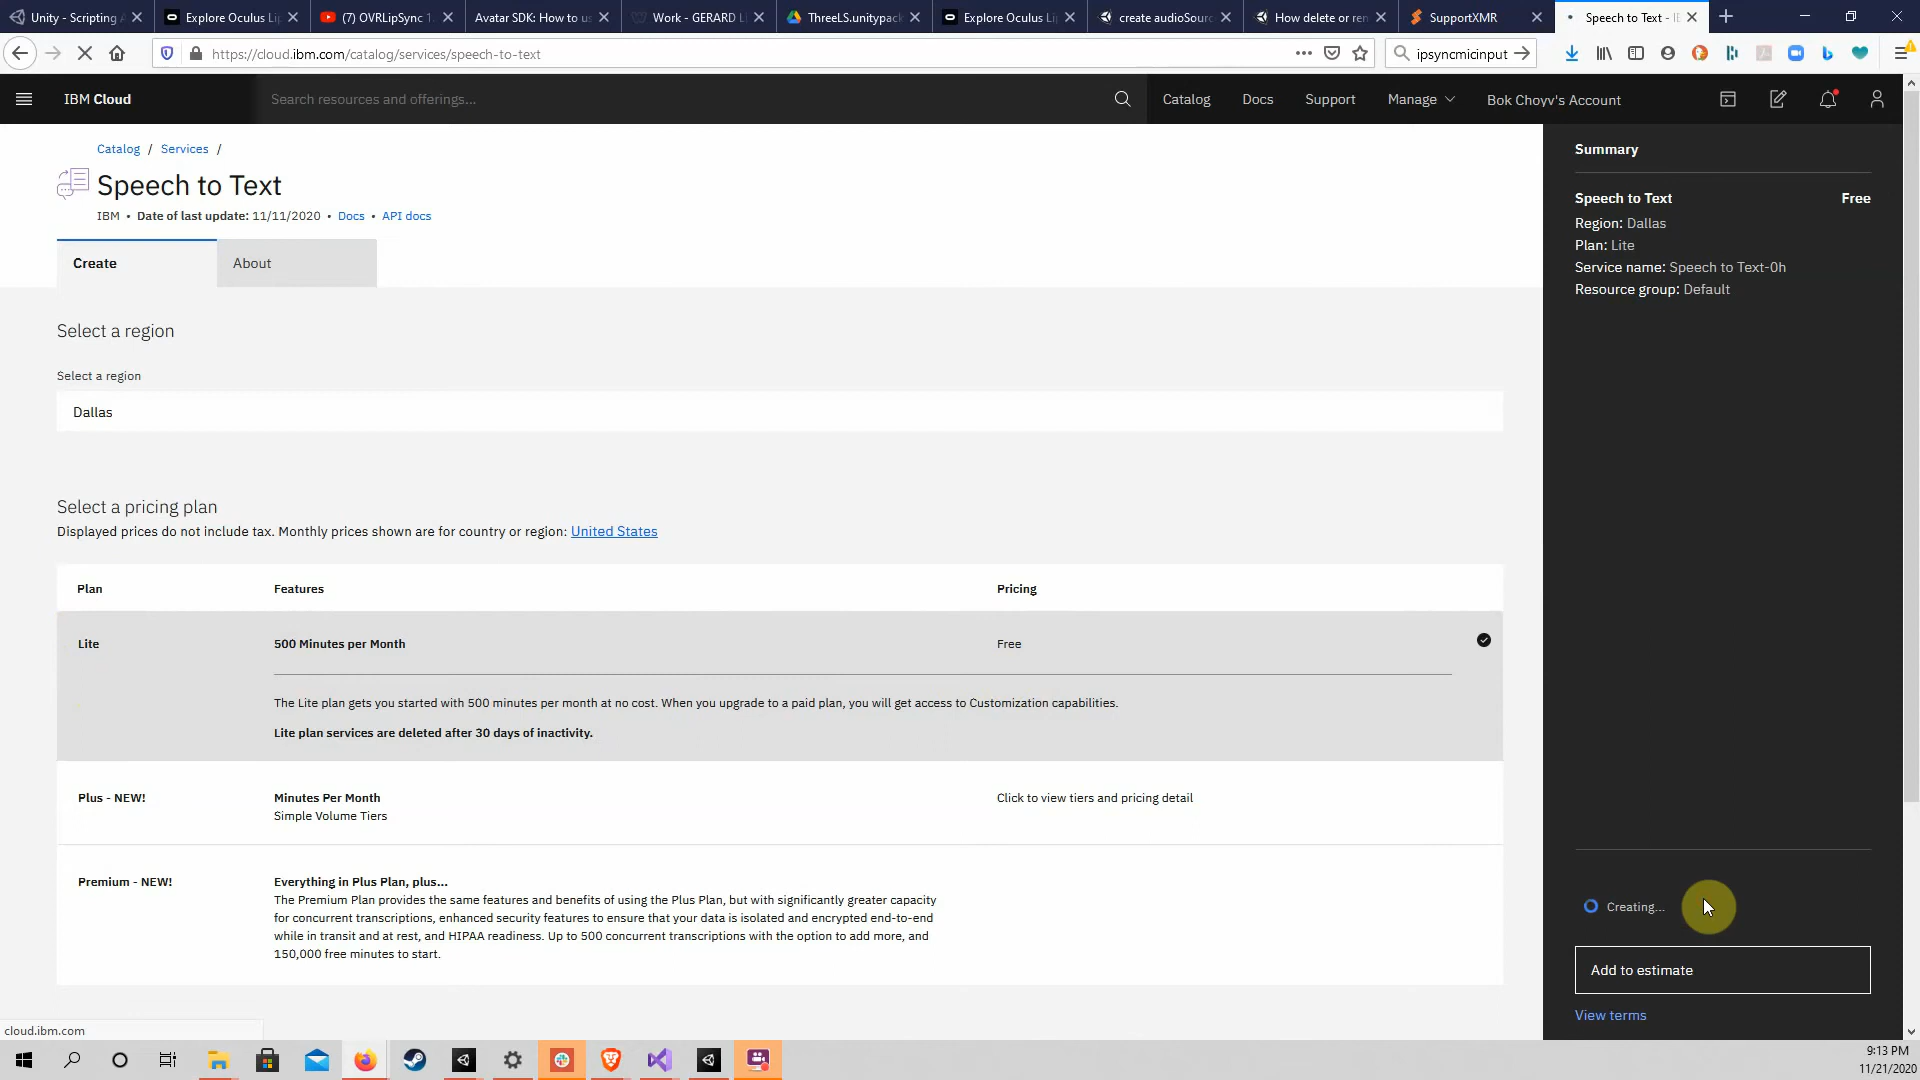 Unity - Scripting A
Explore Oculus Li
(7) OVRLipSync 1.
Avatar SDK: How to us
Work - GERARD L
ThreeLS.unitypack
Explore Oculus Li
create audioSourc
How delete or ren
SupportXMR
Speech to Text - IB
https://cloud.ibm.com/catalog/services/speech-to-text
ipsyncmicinput
IBM Cloud
Search resources and offerings...
Catalog
Docs
Support
Manage
Bok Choyv's Account
Catalog / Services /
Speech to Text
IBM • Date of last update: 11/11/2020 • Docs • API docs
Create
About
Select a region
Select a region
Dallas
Select a pricing plan
Displayed prices do not include tax. Monthly prices shown are for country or region: United States
Plan
Features
Pricing
Lite
500 Minutes per Month
Free
The Lite plan gets you started with 500 minutes per month at no cost. When you upgrade to a paid plan, you will get access to Customization capabilities.
Lite plan services are deleted after 30 days of inactivity.
Plus - NEW!
Minutes Per Month
Simple Volume Tiers
Click to view tiers and pricing detail
Premium - NEW!
Everything in Plus Plan, plus...
The Premium Plan provides the same features and benefits of using the Plus Plan, but with significantly greater capacity
for concurrent transcriptions, enhanced security features to ensure that your data is isolated and encrypted end-to-end
while in transit and at rest, and HIPAA readiness. Up to 500 concurrent transcriptions with the option to add more, and
150,000 free minutes to start.
Summary
Speech to Text
Free
Region: Dallas
Plan: Lite
Service name: Speech to Text-0h
Resource group: Default
Creating...
Add to estimate
View terms
cloud.ibm.com
9:13 PM
11/21/2020